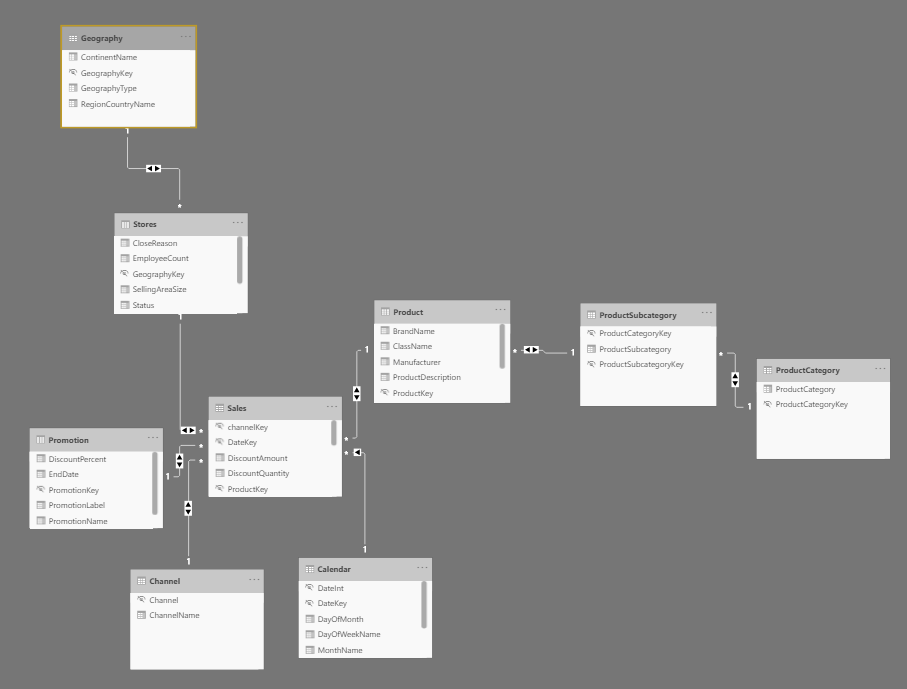 Geography
ContinentName
GeographyKey
GeographyType
RegionCountryName
1
*
Stores
CloseReason
EmployeeCount
GeographyKey
SellingAreaSize
Status
1
*
Product
BrandName
ClassName
Manufacturer
ProductDescription
ProductKey
1
*
*
1
ProductSubcategory
ProductCategoryKey
ProductSubcategory
ProductSubcategoryKey
*
1
ProductCategory
ProductCategory
ProductCategoryKey
Sales
channelKey
DateKey
DiscountAmount
DiscountQuantity
ProductKey
*
1
*
1
Promotion
DiscountPercent
EndDate
PromotionKey
PromotionLabel
PromotionName
1
*
Channel
Channel
ChannelName
Calendar
DateInt
DateKey
DayOfMonth
DayOfWeekName
MonthName